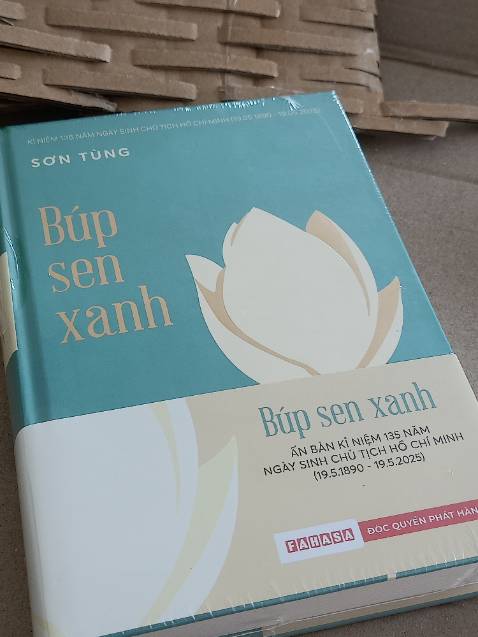 KỈ NIỆM 135 NĂM NGÀY SINH CHỦ TỊCH HỒ CHÍ MINH (19.05.1890 - 19.05.2025)
SƠN TÙNG
Búp
sen
xanh
Búp sen xanh
ẤN BẢN KỈ NIỆM 135 NĂM
NGÀY SINH CHỦ TỊCH HỒ CHÍ MINH
(19.5.1890 - 19.5.2025)
FAHASA ĐỘC QUYỀN PHÁT HÀN